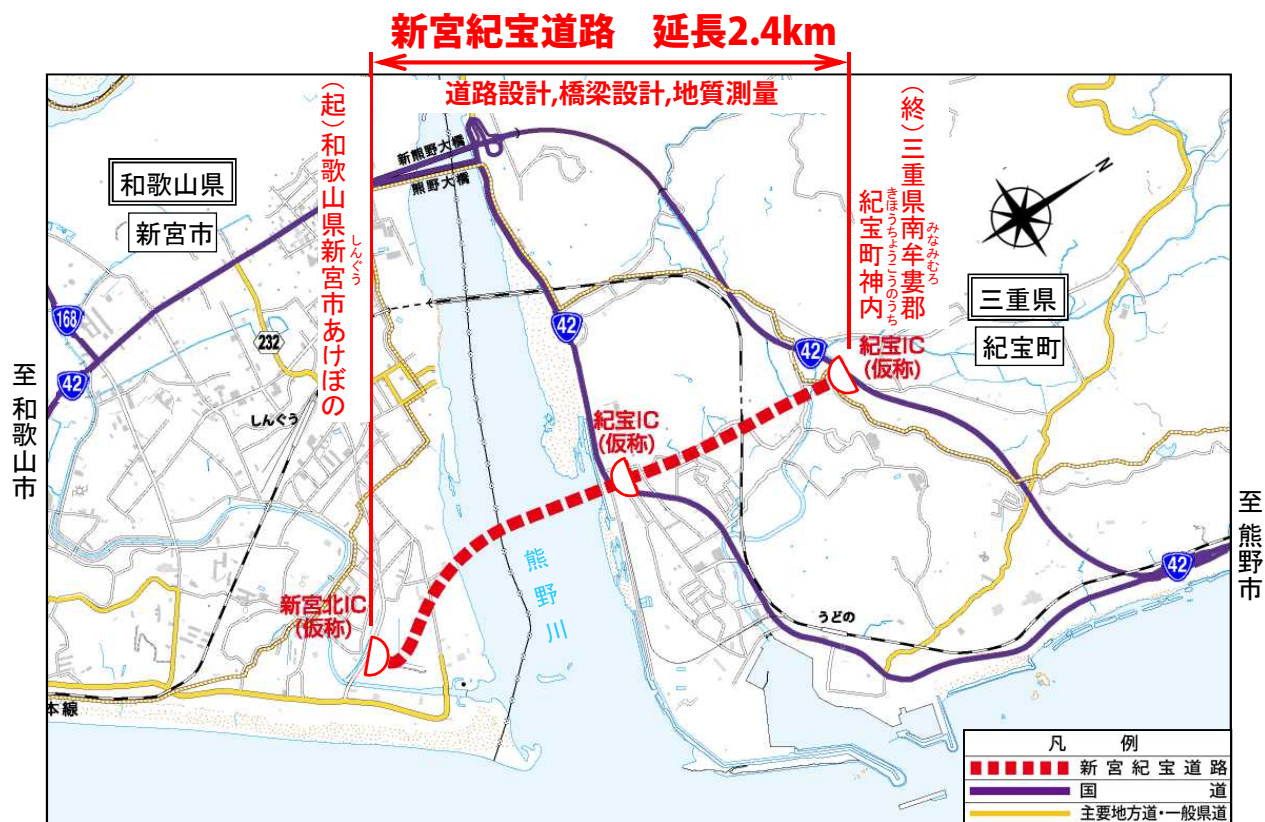 新宮紀宝道路 延長2.4km
道路設計,橋梁設計,地質測量
(起)和歌山県新宮市あけぼの
しんぐう
(終)三重県南牟婁郡
みなみむろ
紀宝町神内
きほうちょうこうのうち
和歌山県
新宮市
新熊野大橋
熊野大橋
N
三重県
紀宝町
168
42
232
42
42
紀宝IC
(仮称)
至 和歌山市
しんぐう
紀宝IC
(仮称)
至 熊野市
熊野川
42
新宮北IC
(仮称)
うどの
本線
凡 例
新宮紀宝道路
国 道
主要地方道・一般県道